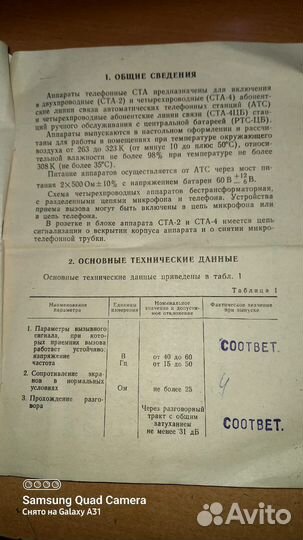 1. ОБЩИЕ СВЕДЕНИЯ
Аппараты телефонные СТА предназначены для включения
в двухпроводные (СТА-2) и четырехпроводные (СТА-4) абонент-
ские линии связи автоматических телефонных станций (АТС)
и четырехпроводные абонентские линии связи (СТА-4ЦБ) стан-
ций ручного обслуживания с центральной батареей (РТС-ЦБ).
Аппараты выпускаются в настольном оформлении и рассчи-
таны для работы в помещениях при температуре окружающего
воздуха от 263 до 323 К (от минус 10 до плюс 50°С), относи-
тельной влажности не более 98% при температуре не более
308К (не более 35°С).
Питание аппаратов осуществляется от АТС через мост пи-
тания 2×500 Ом±10% с напряжением батареи 60 В +12 −6 В.
Схема четырехпроводных аппаратов бестрансформаторная,
с разделенными цепями микрофона и телефона. Устройства
приема вызова могут быть включены в цепь микрофона или
в цепь телефона.
В розетке и блоке аппарата СТА-2 и СТА-4 имеется цепь
сигнализации о вскрытии корпуса аппарата и о снятии микро-
телефонной трубки.
2. ОСНОВНЫЕ ТЕХНИЧЕСКИЕ ДАННЫЕ
Основные технические данные приведены в табл. 1
Таблица 1
Наименование параметра
Единицы измерения
Номинальное значение и допусти-
мое отклонение
Фактическое значение при выпуске
1. Параметры вызывного
сигнала, при кото-
рых приемник вызова
работает устойчиво:
напряжение В от 40 до 60
частота Гц от 15 до 50
СООТВЕТ.
2. Сопротивление экра-
нов в нормальных
условиях Ом не более 25
4
3. Прохождение разго-
вора
Через разговорный
тракт с общим
затуханием
не менее 31 дБ
СООТВЕТ.
Samsung Quad Camera
Снято на Galaxy A31
Avito